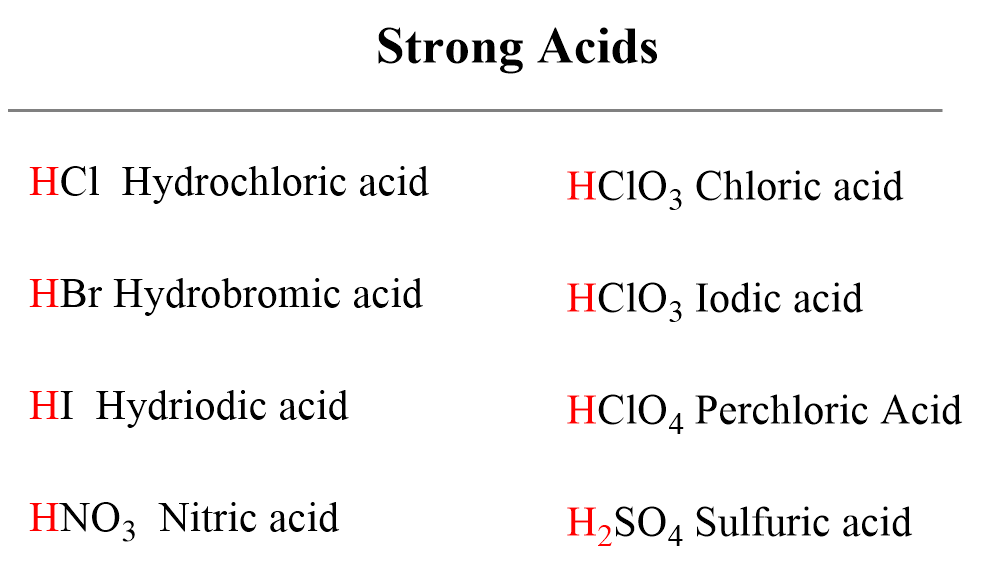 Strong Acids
HCl Hydrochloric acid
HClO₃ Chloric acid
HBr Hydrobromic acid
HClO₃ Iodic acid
HI Hydriodic acid
HClO₄ Perchloric Acid
HNO₃ Nitric acid
H₂SO₄ Sulfuric acid